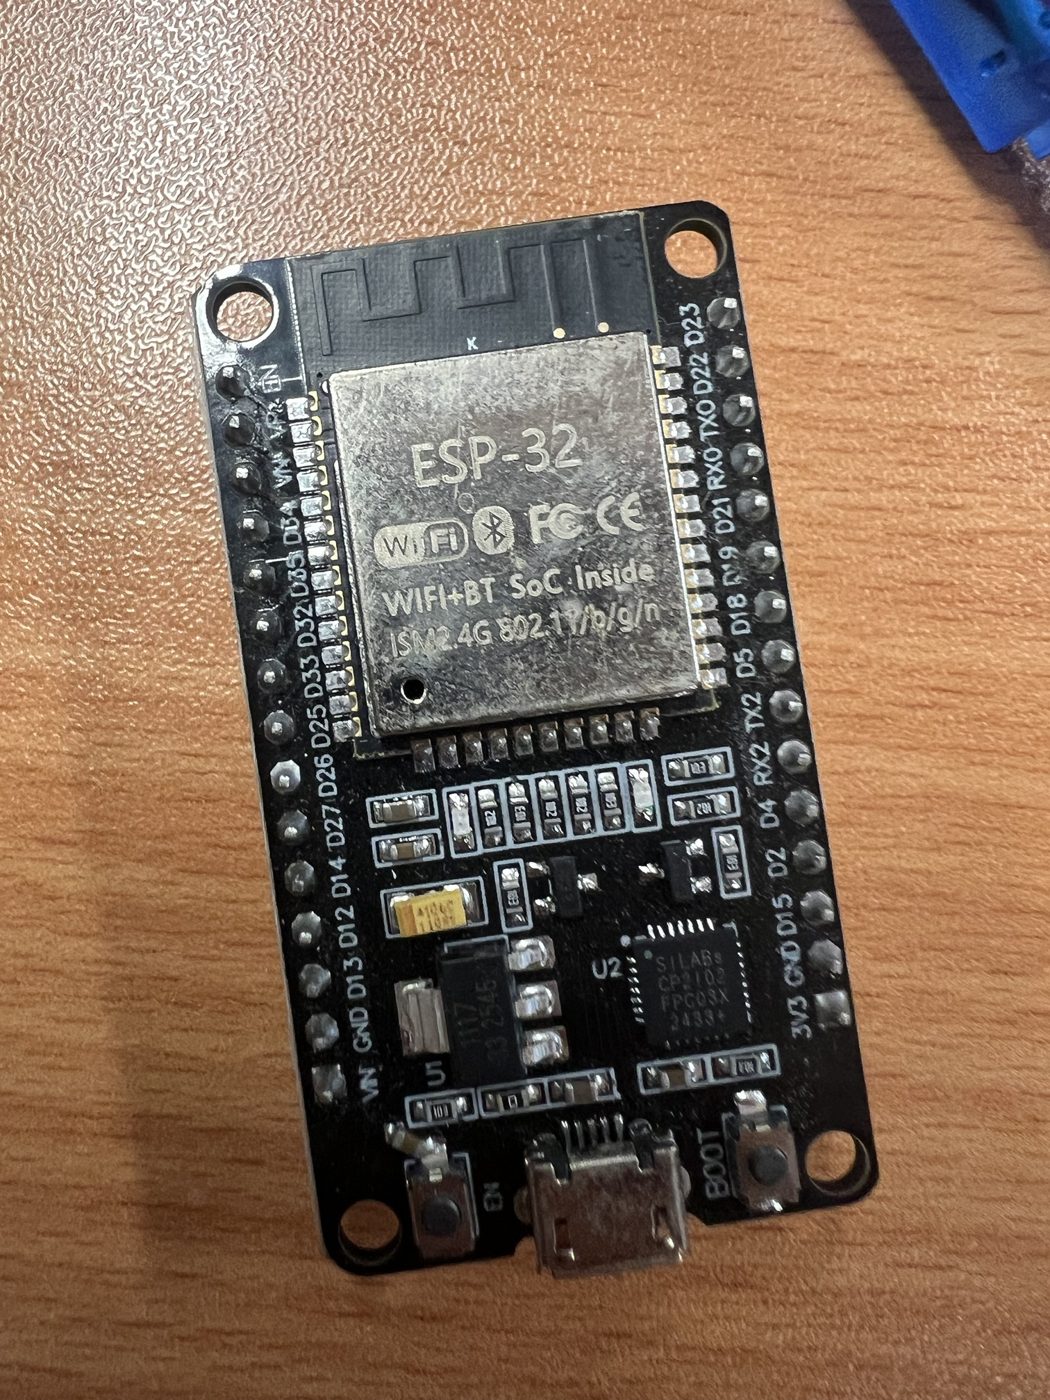 K
ESP-32
WiFi FC CE
WIFI+BT SoC Inside
ISM2.4G 802.11/b/g/n
EN
VP
VN
D34
D35
D32
D33
D25
D26
D27
D14
D12
D13
GND
VIN
D23
D22
TX0
RX0
D21
D19
D18
D5
TX2
RX2
D4
D2
D15
GND
3V3
U2
SILABS
CP2102
U1
1117
EN
BOOT